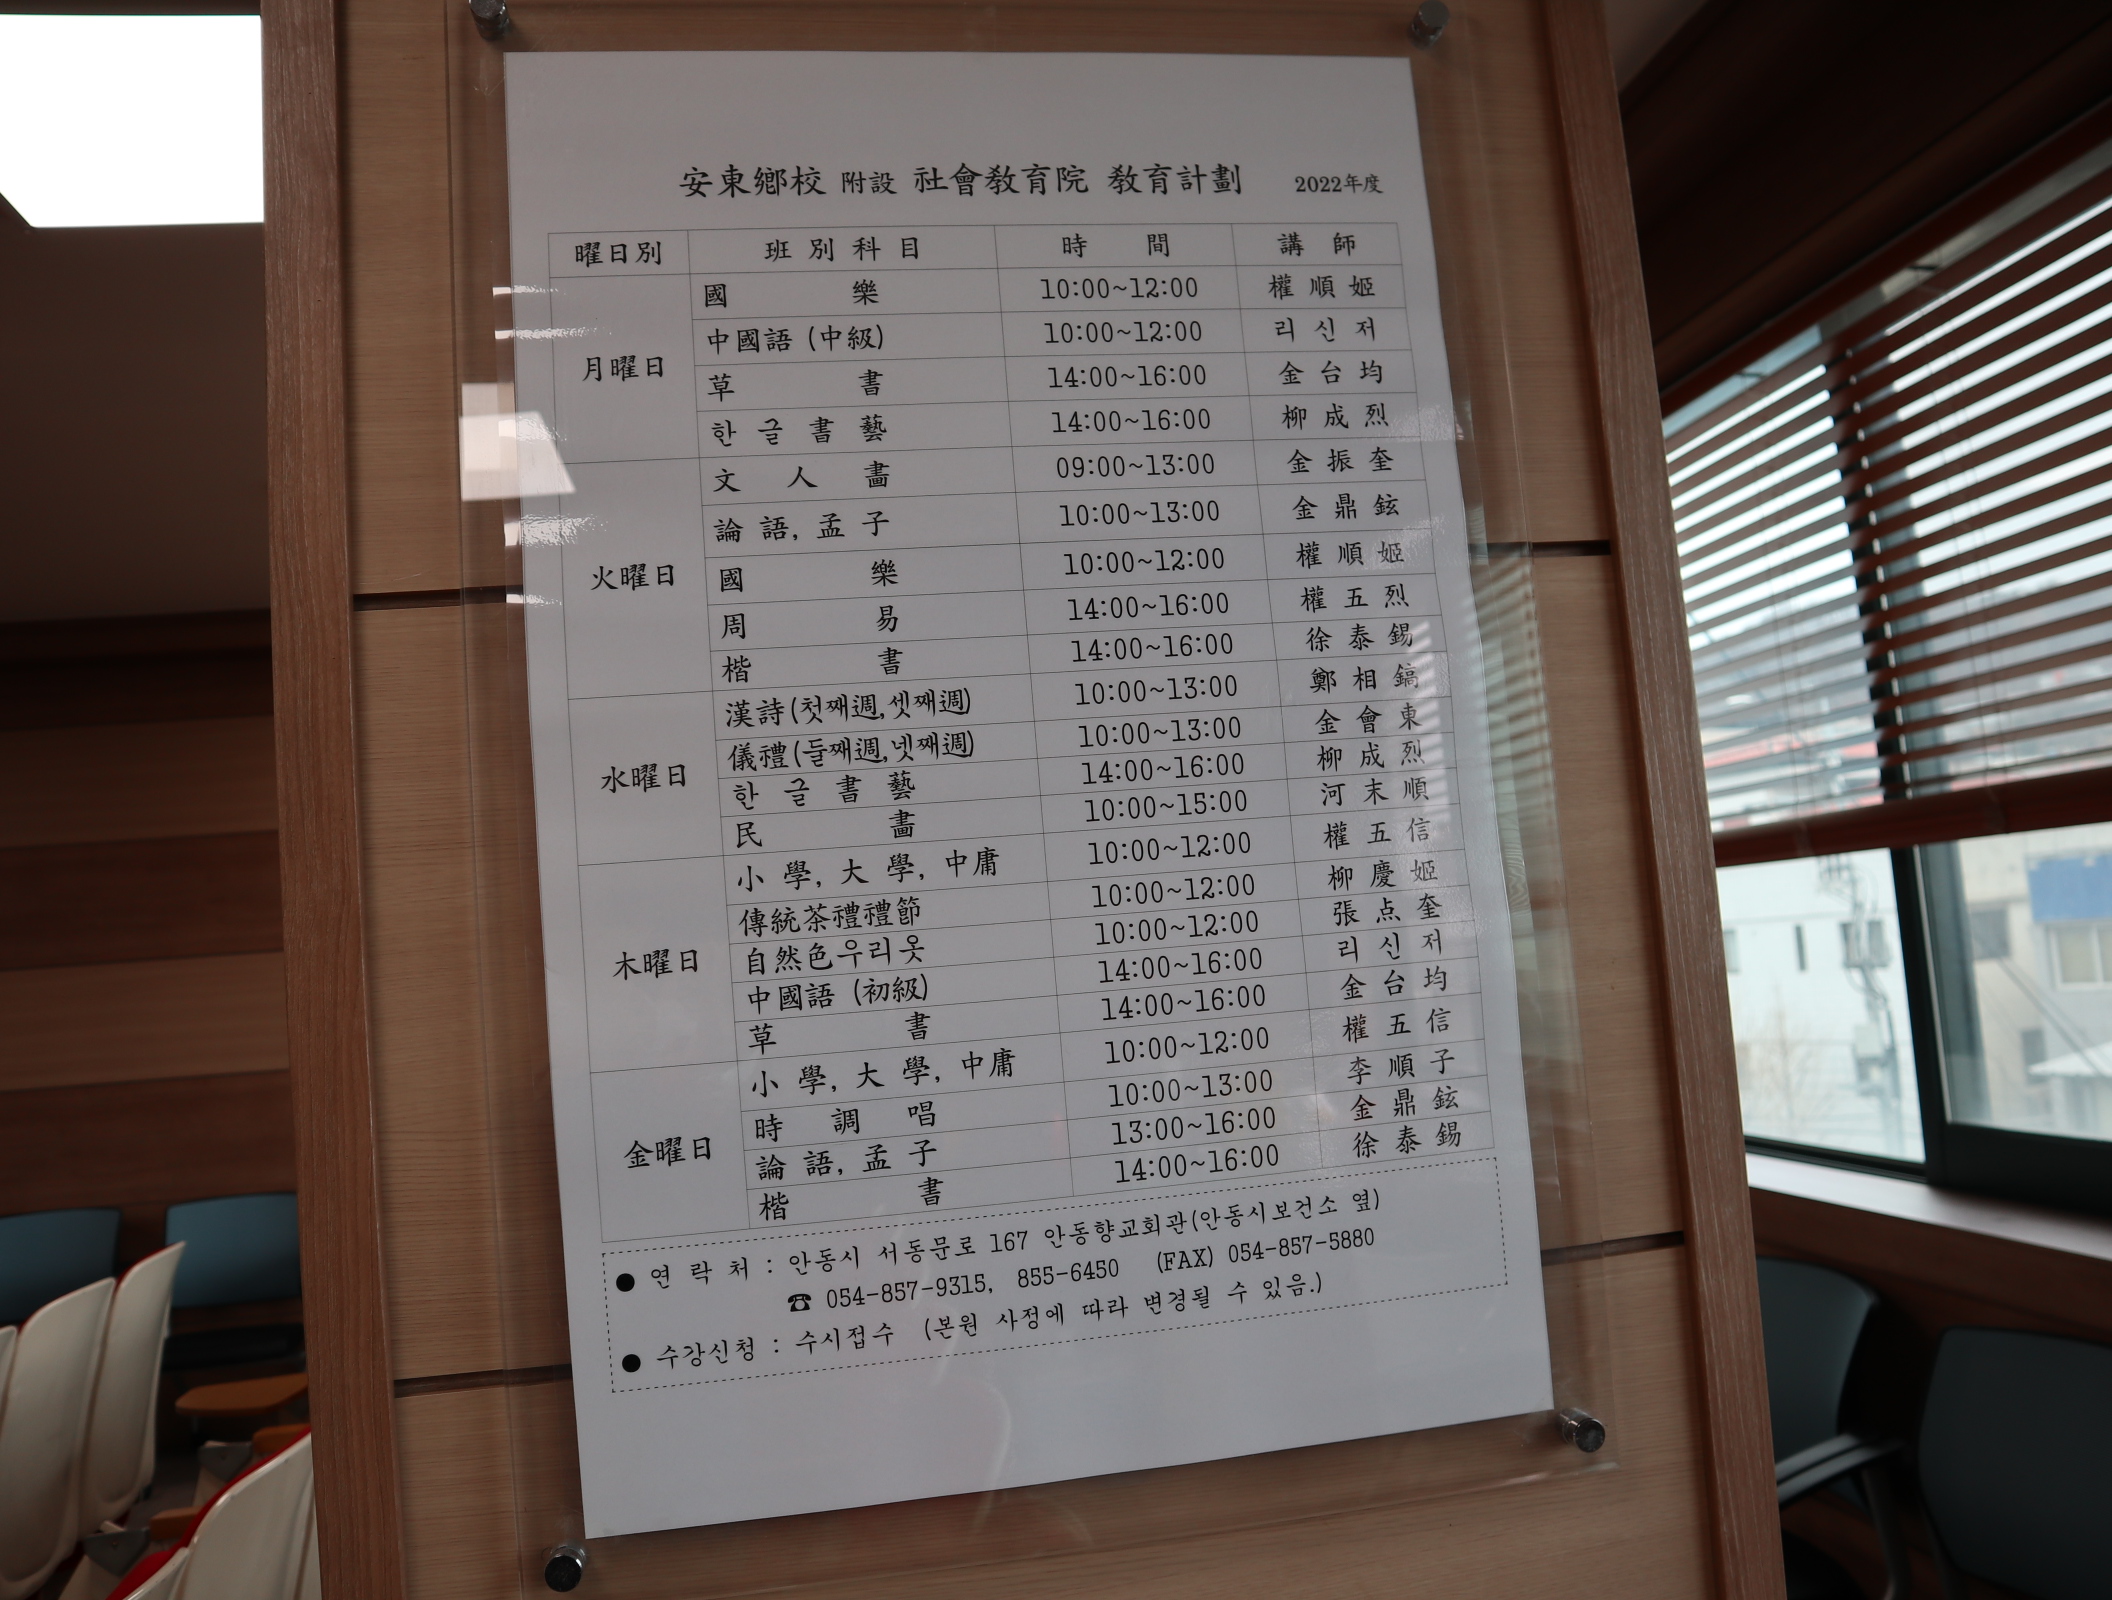 安東鄕校 附設 社會敎育院 敎育計劃 2022年度
曜日別 班別科目 時間 講師
月曜日
國樂 10:00~12:00 權順姬
中國語 (中級) 10:00~12:00 리신저
草書 14:00~16:00 金台均
한글書藝 14:00~16:00 柳成烈
火曜日
文人畵 09:00~13:00 金振奎
論語, 孟子 10:00~13:00 金鼎鉉
國樂 10:00~12:00 權順姬
周易 14:00~16:00 權五烈
楷書 14:00~16:00 徐泰錫
水曜日
漢詩(첫째週,셋째週) 10:00~13:00 鄭相鎬
儀禮(둘째週,넷째週) 10:00~13:00 金會東
한글書藝 14:00~16:00 柳成烈
民畵 10:00~15:00 河末順
木曜日
小學, 大學, 中庸 10:00~12:00 權五信
傳統茶禮禮節 10:00~12:00 柳慶姬
自然色우리옷 10:00~12:00 張点奎
中國語 (初級) 14:00~16:00 리신저
草書 14:00~16:00 金台均
金曜日
小學, 大學, 中庸 10:00~12:00 權五信
時調唱 10:00~13:00 李順子
論語, 孟子 13:00~16:00 金鼎鉉
楷書 14:00~16:00 徐泰錫
● 연락처 : 안동시 서동문로 167 안동향교회관(안동시보건소 옆)
☎ 054-857-9315, 855-6450 (FAX) 054-857-5880
● 수강신청 : 수시접수 (본원 사정에 따라 변경될 수 있음.)